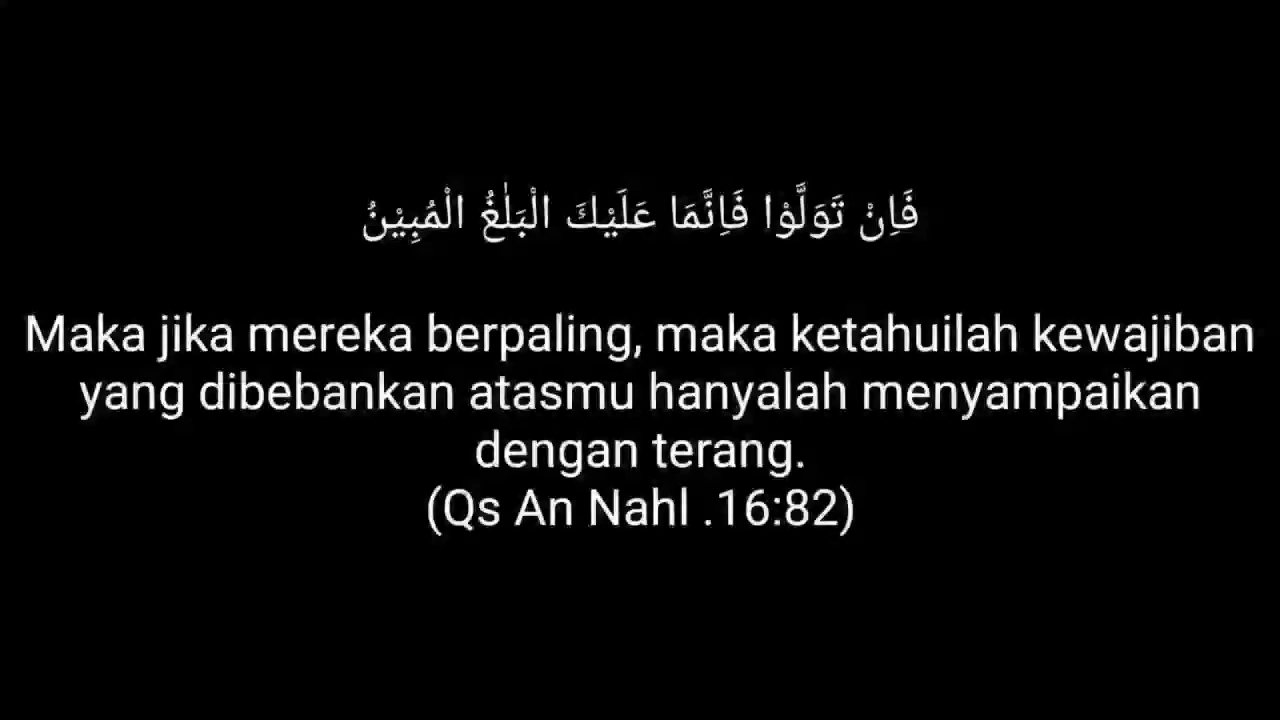 فَاِنْ تَوَلَّوْا فَاِنَّمَا عَلَيْكَ الْبَلٰغُ الْمُبِيْنُ
Maka jika mereka berpaling, maka ketahuilah kewajiban
yang dibebankan atasmu hanyalah menyampaikan
dengan terang.
(Qs An Nahl .16:82)